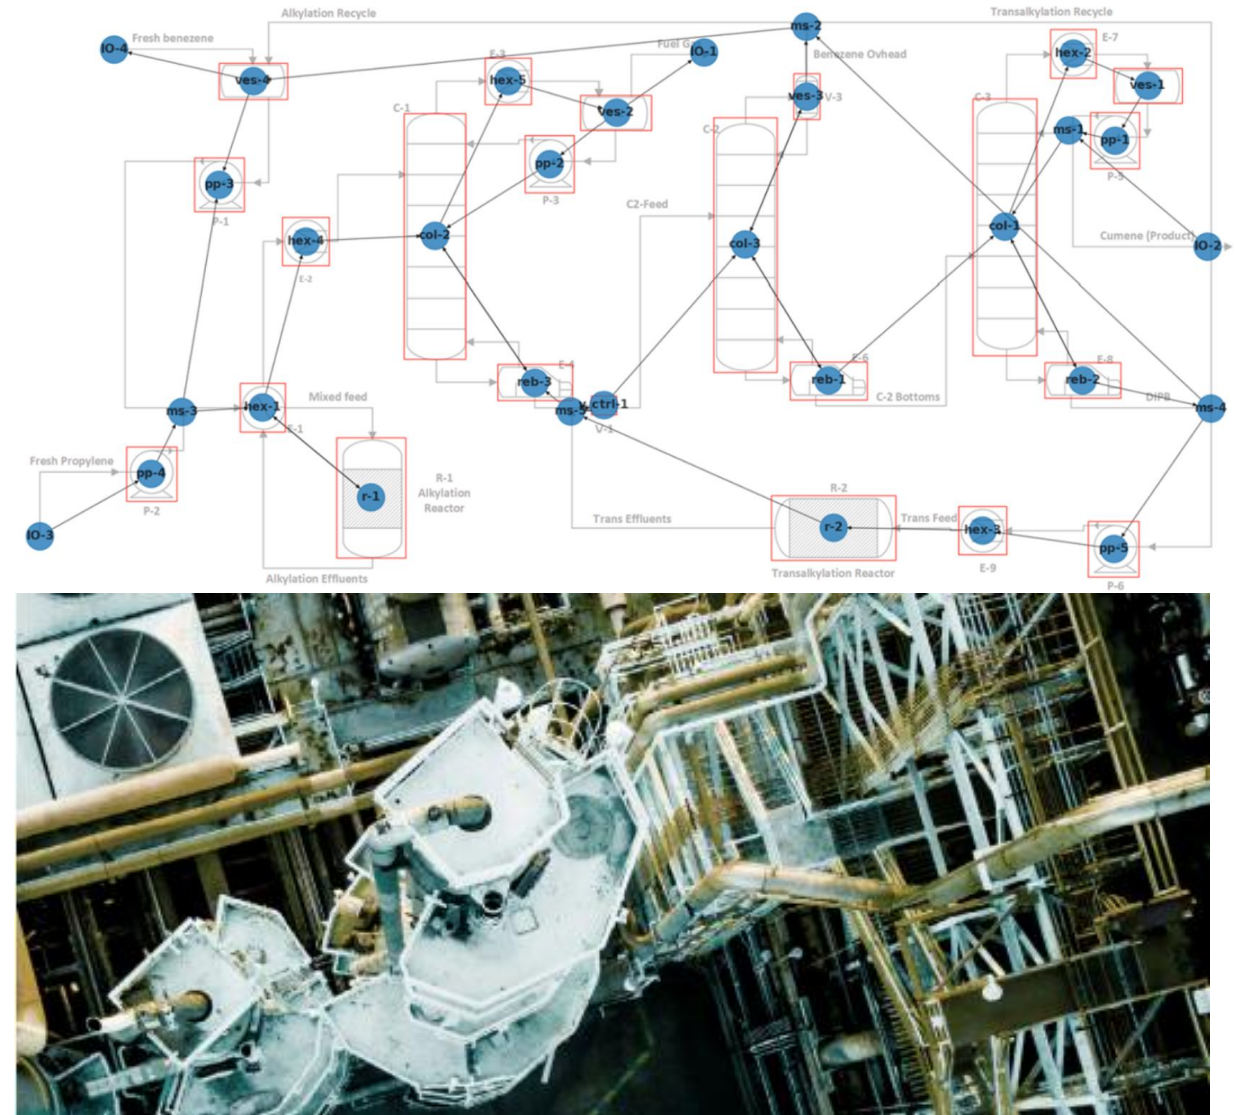 Alkylation Recycle
Transalkylation Recycle
ms-2
Fresh benzene
IO-4
Fuel G
IO-1
Benezene Ovhead
E-7
hex-2
E-3
ves-4
hex-5
ves-2
ves-3
V-3
ves-1
C-1
C-2
C-3
ms-1
pp-1
P-5
pp-3
P-1
pp-2
P-3
C2-Feed
hex-4
E-2
col-2
col-3
col-1
Cumene (Product)
IO-2
E-4
reb-3
E-6
reb-1
E-8
reb-2
DIPB
ms-3
hex-1
E-1
Mixed feed
ctrl-1
V-1
C-2 Bottoms
ms-4
Fresh Propylene
pp-4
P-2
r-1
R-1
Alkylation
Reactor
R-2
r-2
Trans Effluents
Trans Feed
hex-3
E-9
IO-3
pp-5
P-6
Alkylation Effluents
Transalkylation Reactor